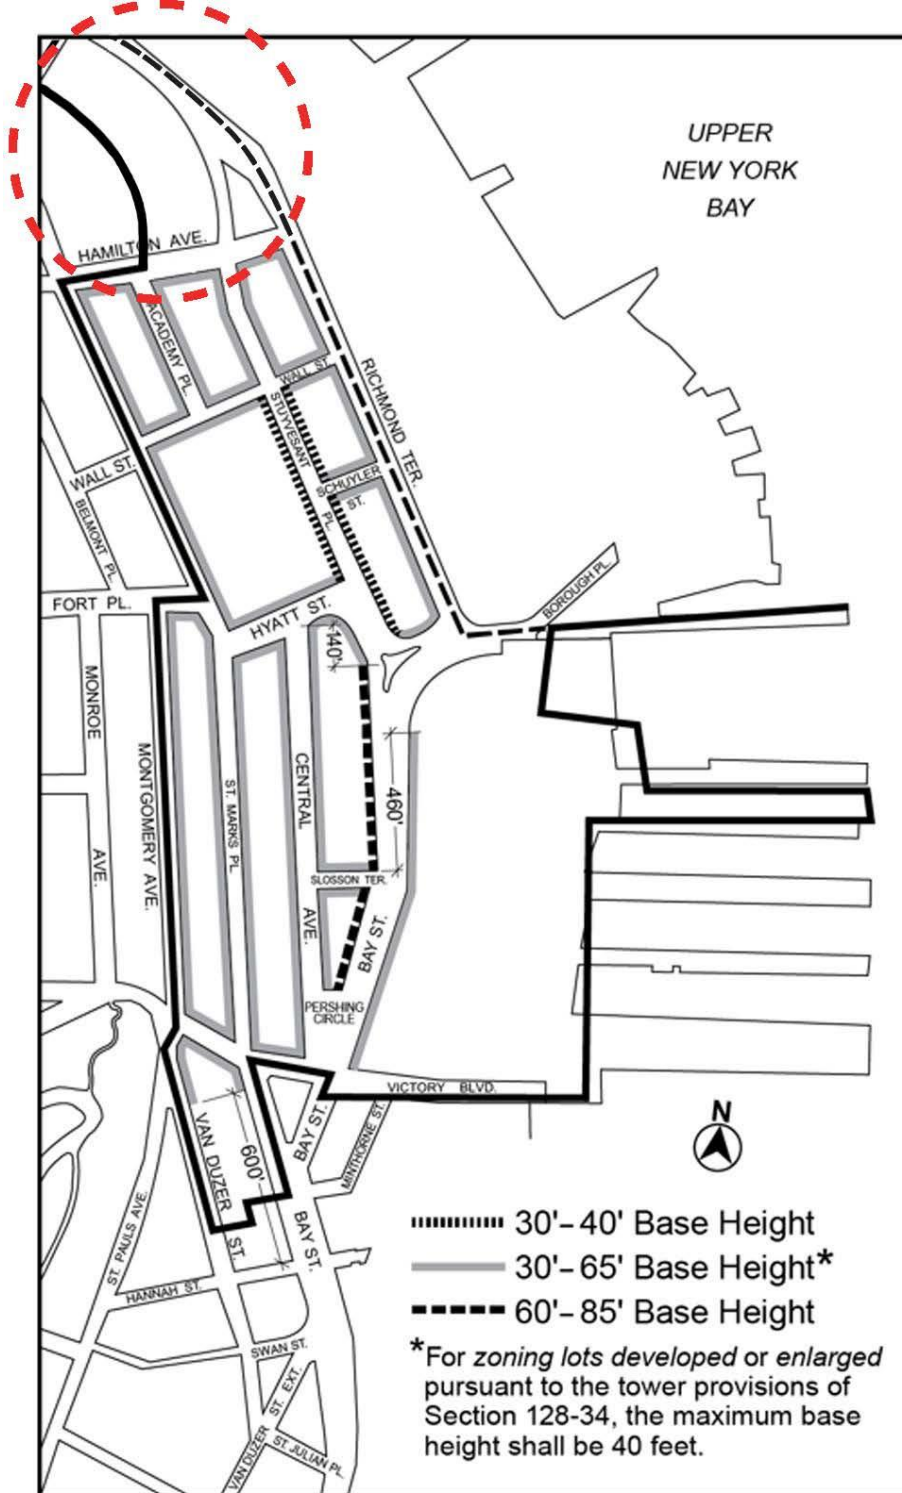 UPPER
NEW YORK
BAY
HAMILTON AVE.
ACADEMY PL.
WALL ST.
RICHMOND TER.
STUYVESANT
PL.
WALL ST.
SCHUYLER
ST.
BELMONT PL.
BOROUGH PL.
FORT PL.
HYATT ST.
140'
MONROE
AVE.
MONTGOMERY AVE.
ST. MARKS PL.
CENTRAL
AVE.
460'
SLOSSON TER.
BAY ST.
PERSHING
CIRCLE
VICTORY BLVD.
VAN DUZER
ST.
600'
BAY ST.
MINTHORNE ST.
BAY ST.
ST. PAULS AVE.
HANNAH ST.
SWAN ST.
VAN DUZER ST. EXT.
ST. JULIAN PL.
N
30'–40' Base Height
30'–65' Base Height*
60'–85' Base Height
*For zoning lots developed or enlarged
pursuant to the tower provisions of
Section 128-34, the maximum base
height shall be 40 feet.